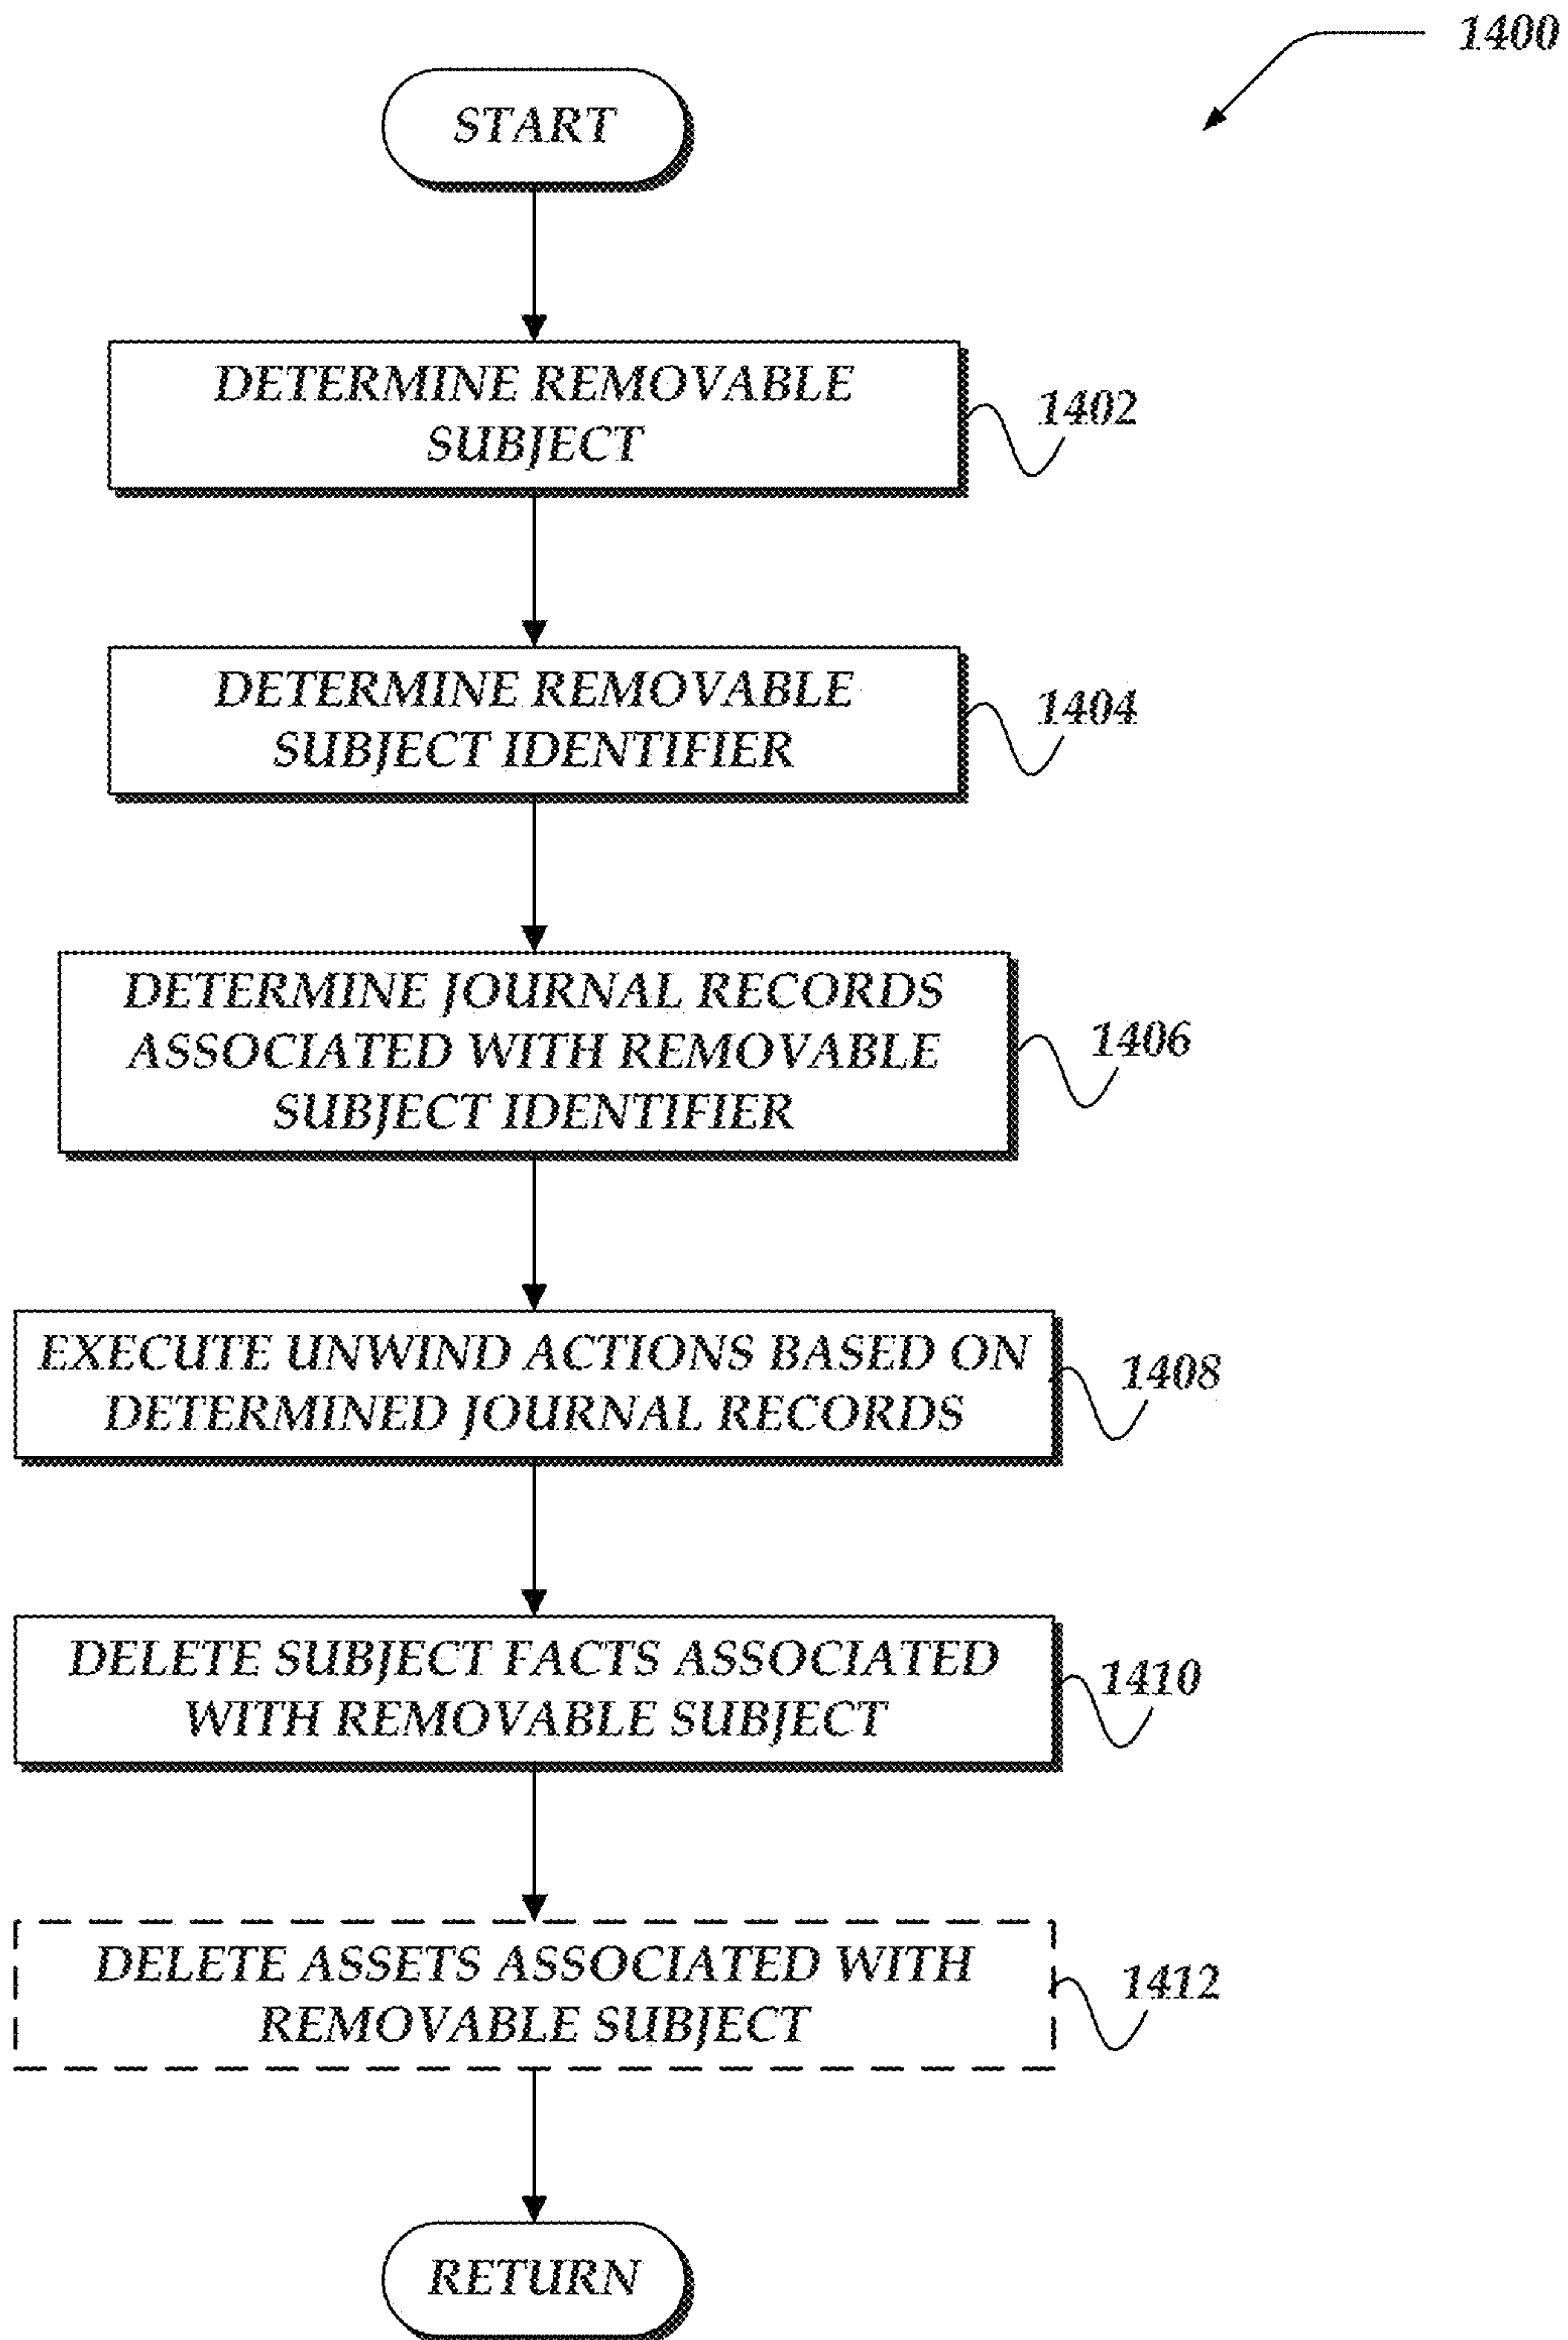 1400
START
DETERMINE REMOVABLE
SUBJECT
1402
DETERMINE REMOVABLE
SUBJECT IDENTIFIER
1404
DETERMINE JOURNAL RECORDS
ASSOCIATED WITH REMOVABLE
SUBJECT IDENTIFIER
1406
EXECUTE UNWIND ACTIONS BASED ON
DETERMINED JOURNAL RECORDS
1408
DELETE SUBJECT FACTS ASSOCIATED
WITH REMOVABLE SUBJECT
1410
DELETE ASSETS ASSOCIATED WITH
REMOVABLE SUBJECT
1412
RETURN